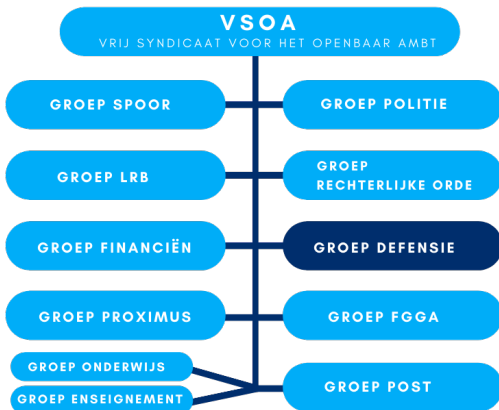 VSOA
VRIJ SYNDICAAT VOOR HET OPENBAAR AMBT
GROEP SPOOR
GROEP POLITIE
GROEP LRB
GROEP
RECHTERLIJKE ORDE
GROEP FINANCIËN
GROEP DEFENSIE
GROEP PROXIMUS
GROEP FGGA
GROEP ONDERWIJS
GROEP ENSEIGNEMENT
GROEP POST